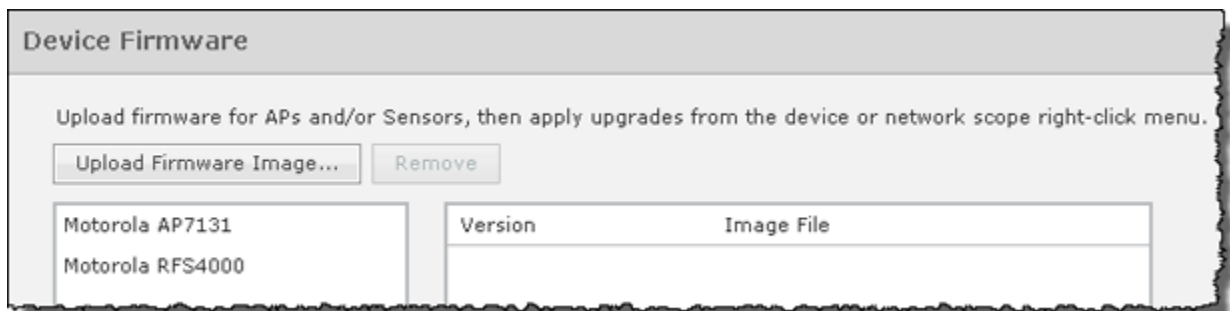 Device Firmware
Upload firmware for APs and/or Sensors, then apply upgrades from the device or network scope right-click menu.
Upload Firmware Image... Remove
Motorola AP7131 Version Image File
Motorola RFS4000